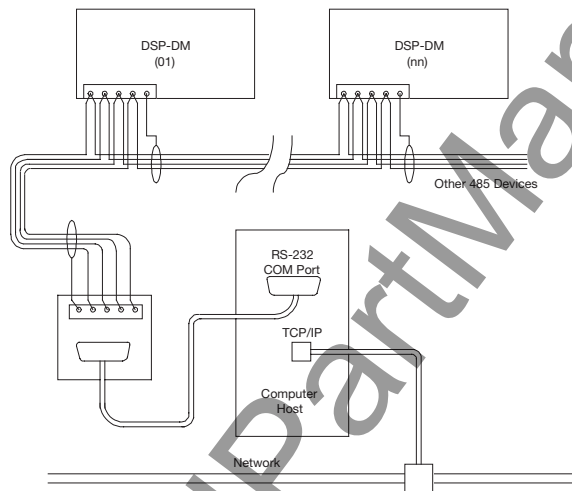 DSP-DM
(01)
DSP-DM
(nn)
Other 485 Devices
RS-232
COM Port
TCP/IP
Computer
Host
Network